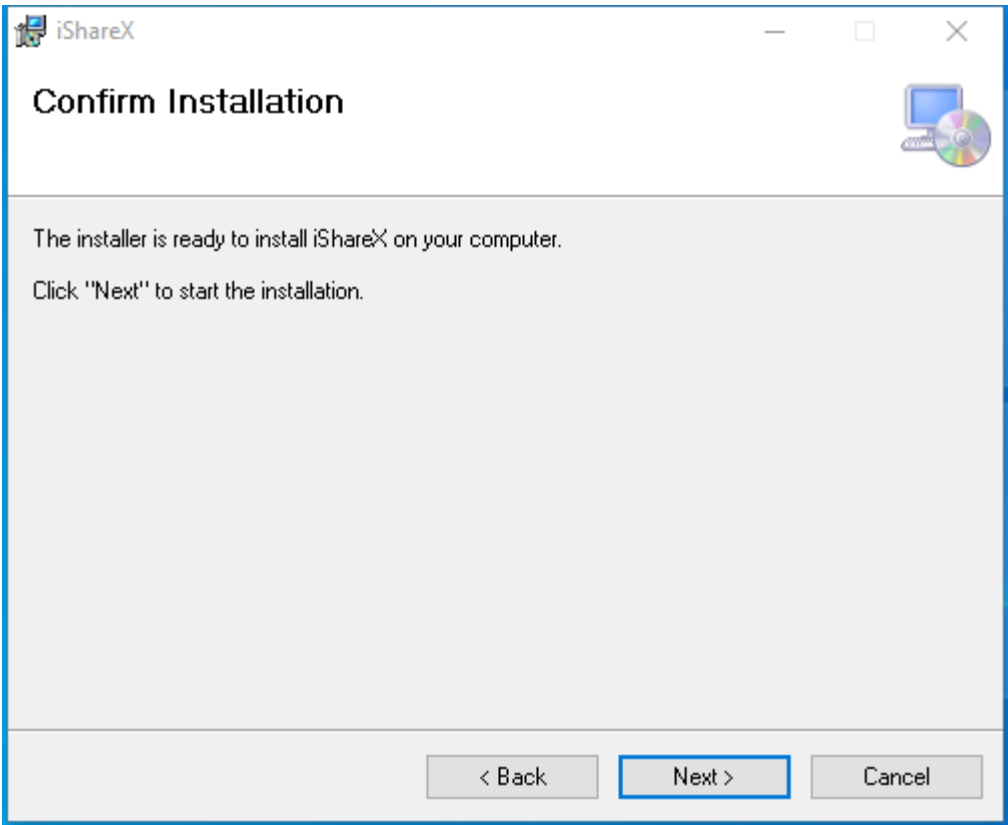 iShareX
Confirm Installation
The installer is ready to install iShareX on your computer.
Click "Next" to start the installation.
< Back
Next >
Cancel